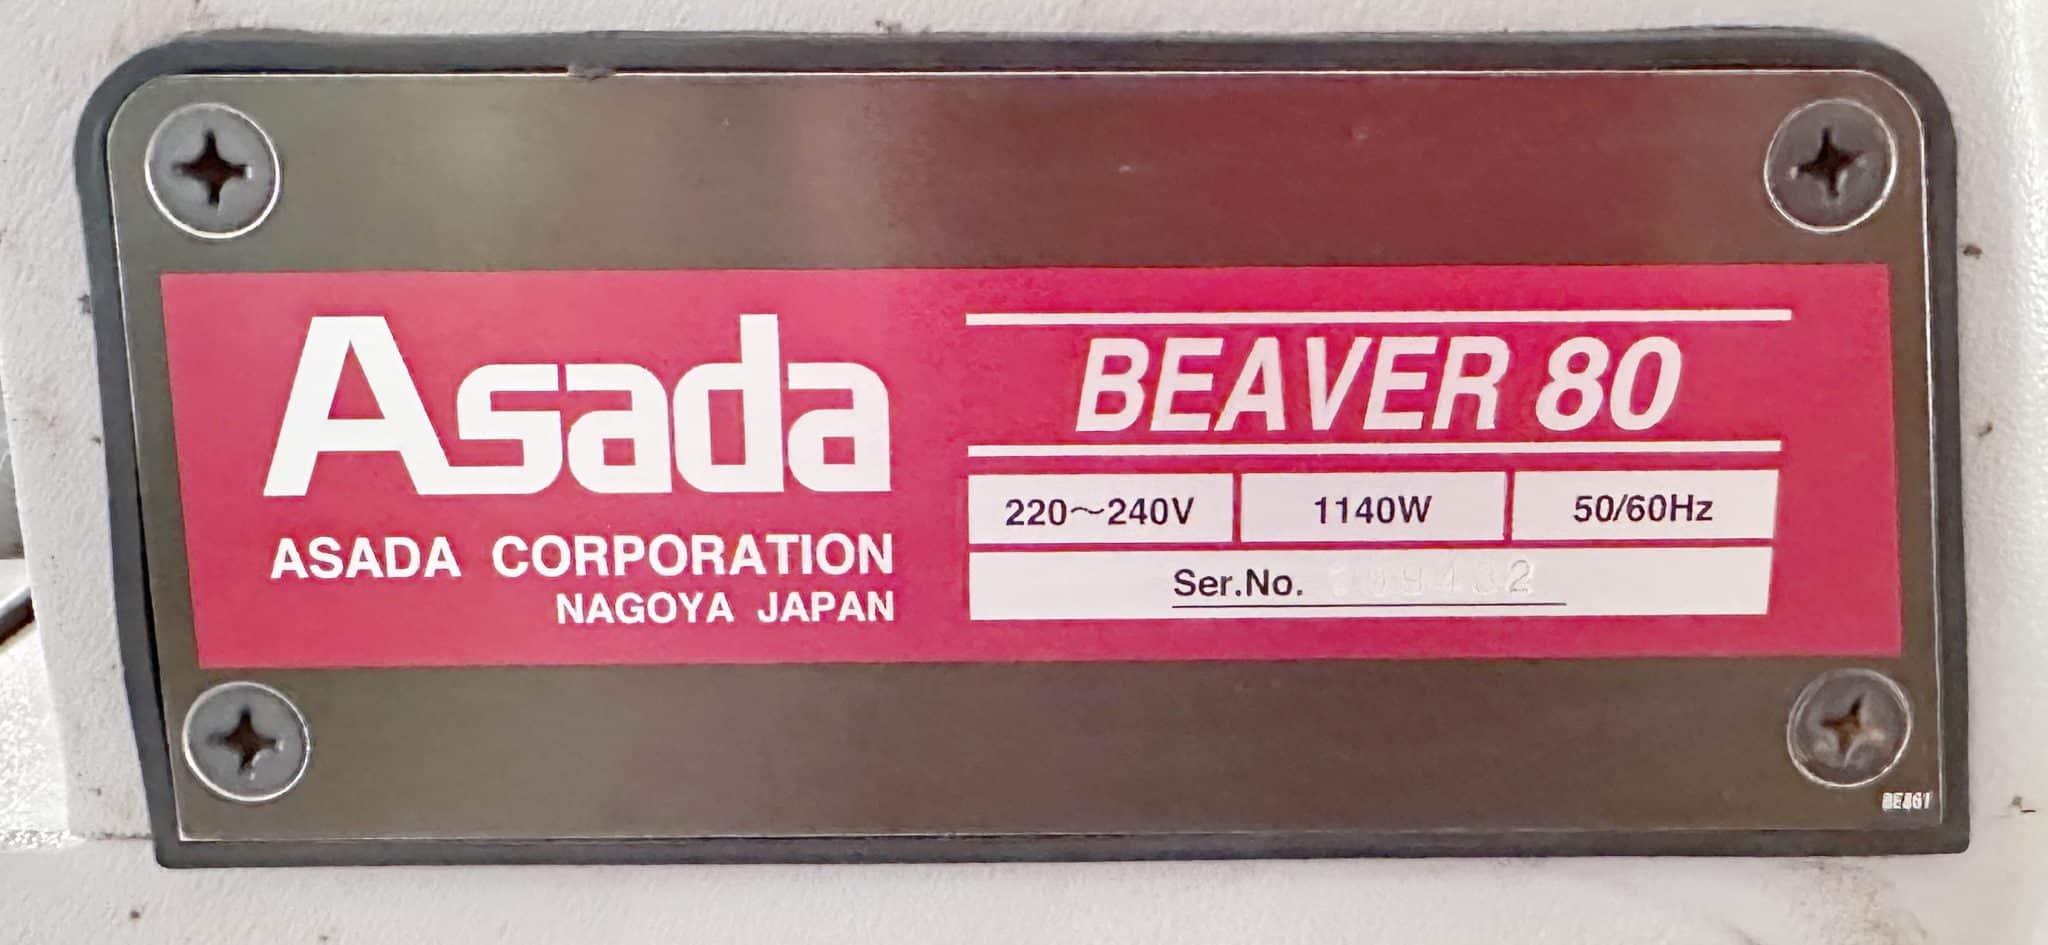 Asada
ASADA CORPORATION
NAGOYA JAPAN
BEAVER 80
220～240V 1140W 50/60Hz
Ser.No.